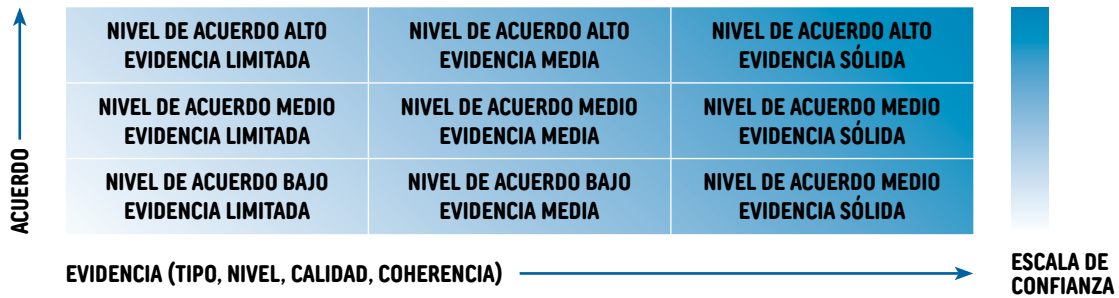 NIVEL DE ACUERDO ALTO
EVIDENCIA LIMITADA
NIVEL DE ACUERDO ALTO
EVIDENCIA MEDIA
NIVEL DE ACUERDO ALTO
EVIDENCIA SÓLIDA
NIVEL DE ACUERDO MEDIO
EVIDENCIA LIMITADA
NIVEL DE ACUERDO MEDIO
EVIDENCIA MEDIA
NIVEL DE ACUERDO MEDIO
EVIDENCIA SÓLIDA
NIVEL DE ACUERDO BAJO
EVIDENCIA LIMITADA
NIVEL DE ACUERDO BAJO
EVIDENCIA MEDIA
NIVEL DE ACUERDO MEDIO
EVIDENCIA SÓLIDA
ACUERDO
EVIDENCIA (TIPO, NIVEL, CALIDAD, COHERENCIA)
ESCALA DE
CONFIANZA